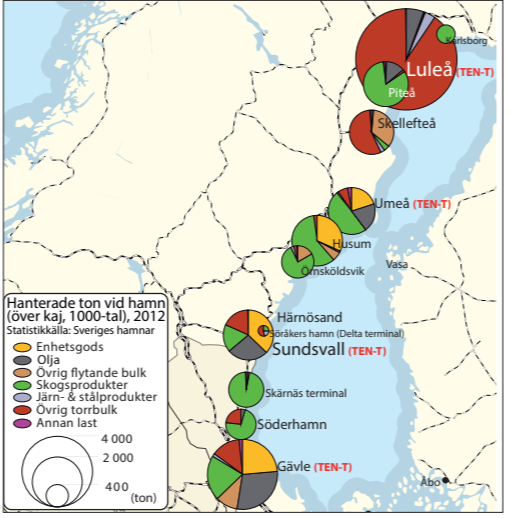 Karlsborg
Luleå (TEN-T)
Piteå
Skellefteå
Umeå (TEN-T)
Husum
Vasa
Örnsköldsvik
Hanterade ton vid hamn
(över kaj, 1000-tal), 2012
Statistikkälla: Sveriges hamnar
Enhetsgods
Olja
Övrig flytande bulk
Skogsprodukter
Järn- & stålprodukter
Övrig torrbulk
Annan last
4 000
2 000
400
(ton)
Härnösand
Söråkers hamn (Delta terminal)
Sundsvall (TEN-T)
Skärnäs terminal
Söderhamn
Gävle (TEN-T)
Åbo